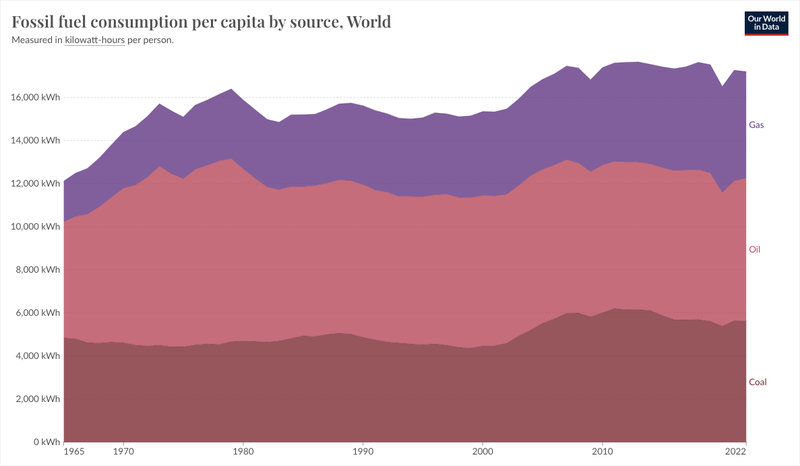 Fossil fuel consumption per capita by source, World
Measured in kilowatt-hours per person.
Our World
in Data
16,000 kWh
14,000 kWh
12,000 kWh
10,000 kWh
8,000 kWh
6,000 kWh
4,000 kWh
2,000 kWh
0 kWh
Gas
Oil
Coal
1965 1970 1980 1990 2000 2010 2022